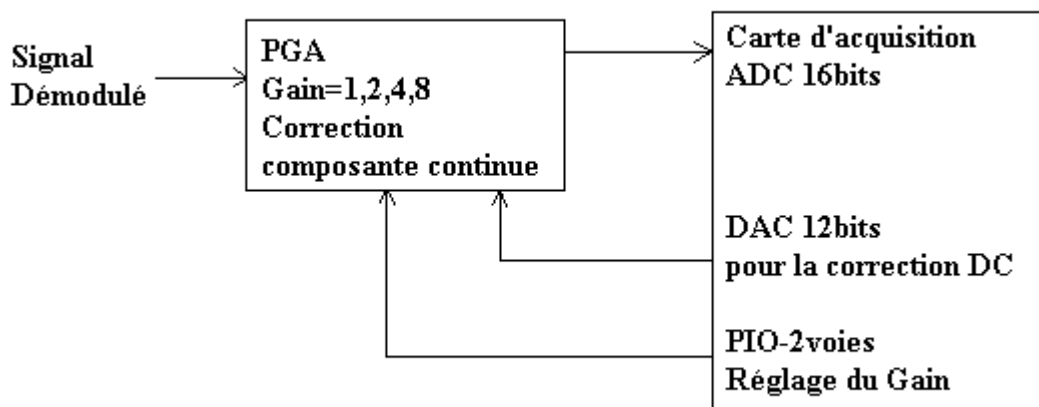 Signal
Démodulé
PGA
Gain=1,2,4,8
Correction
composante continue
Carte d'acquisition
ADC 16bits
DAC 12bits
pour la correction DC
PIO-2voies
Réglage du Gain